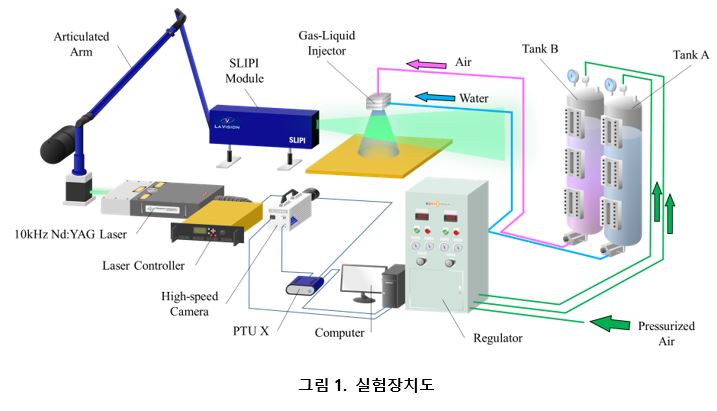 Articulated
Arm
SLIPI
Module
Gas-Liquid
Injector
Air
Water
Tank B
Tank A
LAVISION
SLIPI
10kHz Nd:YAG Laser
Laser Controller
High-speed
Camera
PTU X
Computer
Regulator
Pressurized
Air
그림 1. 실험장치도